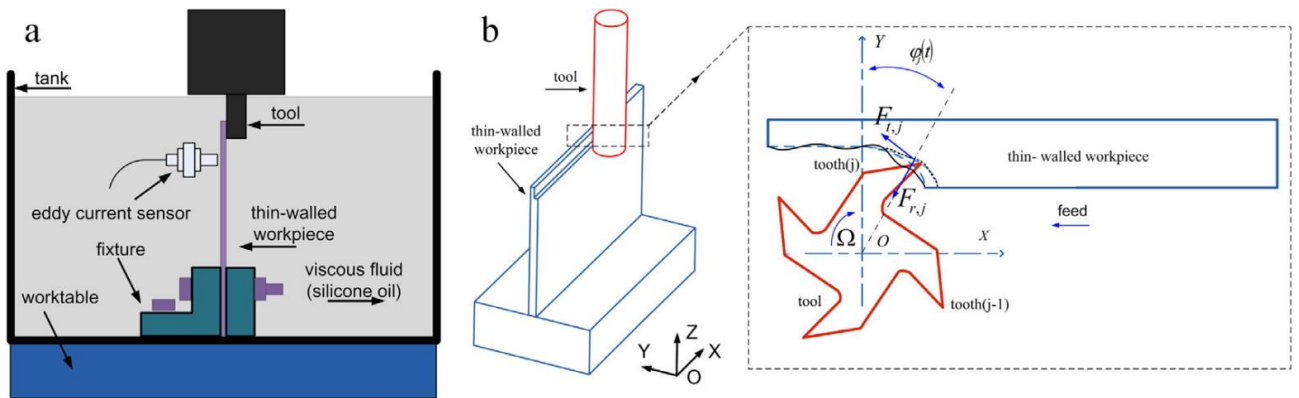 a
tank
tool
eddy current sensor
thin-walled
workpiece
fixture
viscous fluid
(silicone oil)
worktable
b
tool
thin-walled
workpiece
Z
Y
X
O
Y
φj(t)
Ft,j
tooth(j)
thin- walled workpiece
Fr,j
feed
Ω
O
X
tool
tooth(j-1)